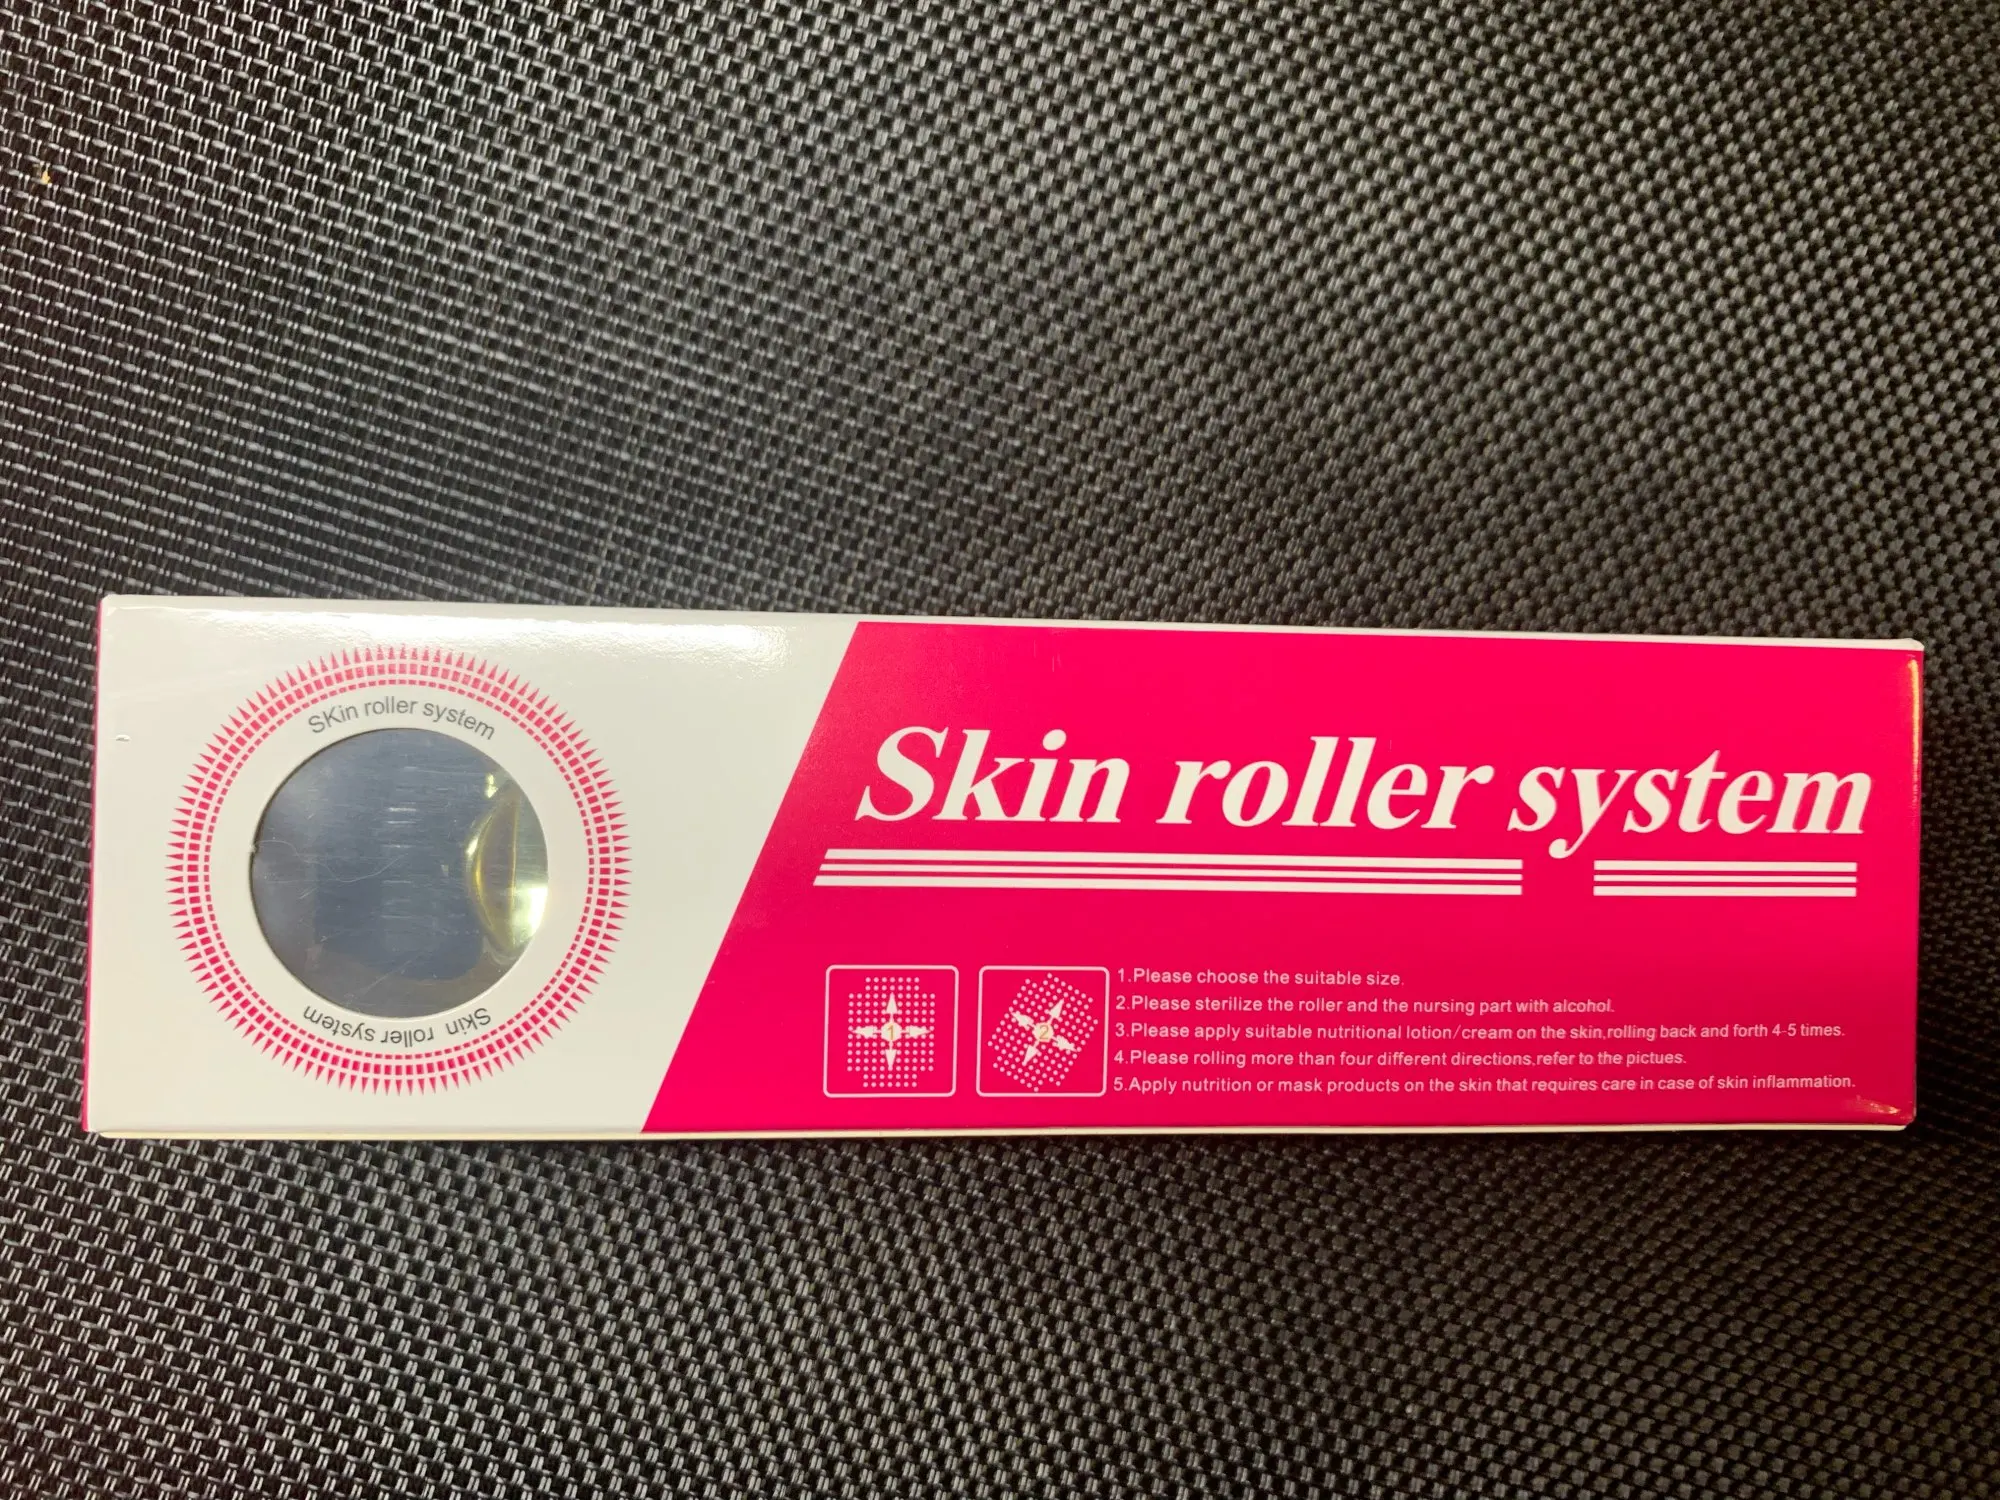 SKin roller system
Skin roller system
Skin roller system
1
2
1.Please choose the suitable size.
2.Please sterilize the roller and the nursing part with alcohol.
3.Please apply suitable nutritional lotion/cream on the skin,rolling back and forth 4-5 times.
4.Please rolling more than four different directions,refer to the pictues.
5.Apply nutrition or mask products on the skin that requires care in case of skin inflammation.